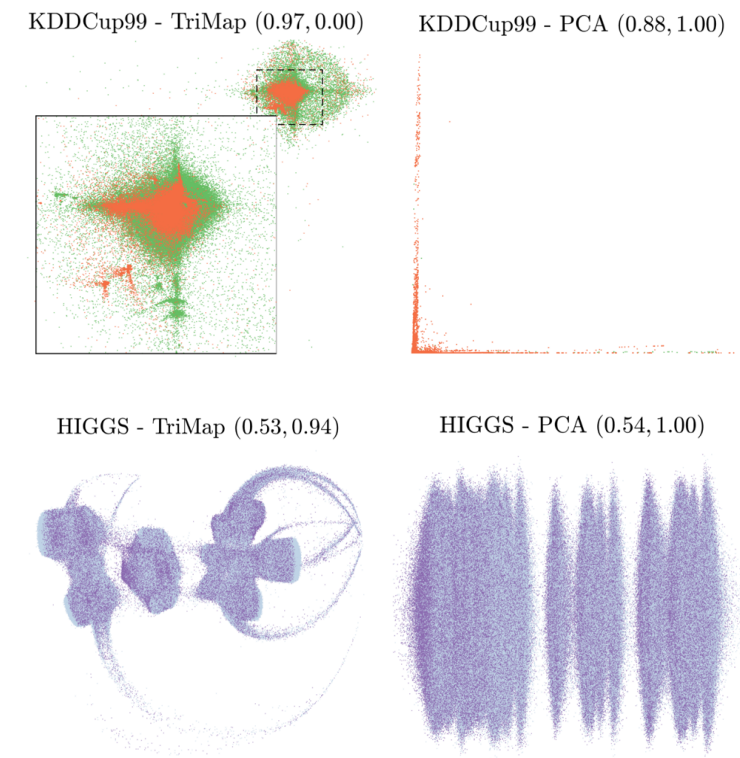 KDDCup99 - TriMap (0.97, 0.00)
KDDCup99 - PCA (0.88, 1.00)
HIGGS - TriMap (0.53, 0.94)
HIGGS - PCA (0.54, 1.00)